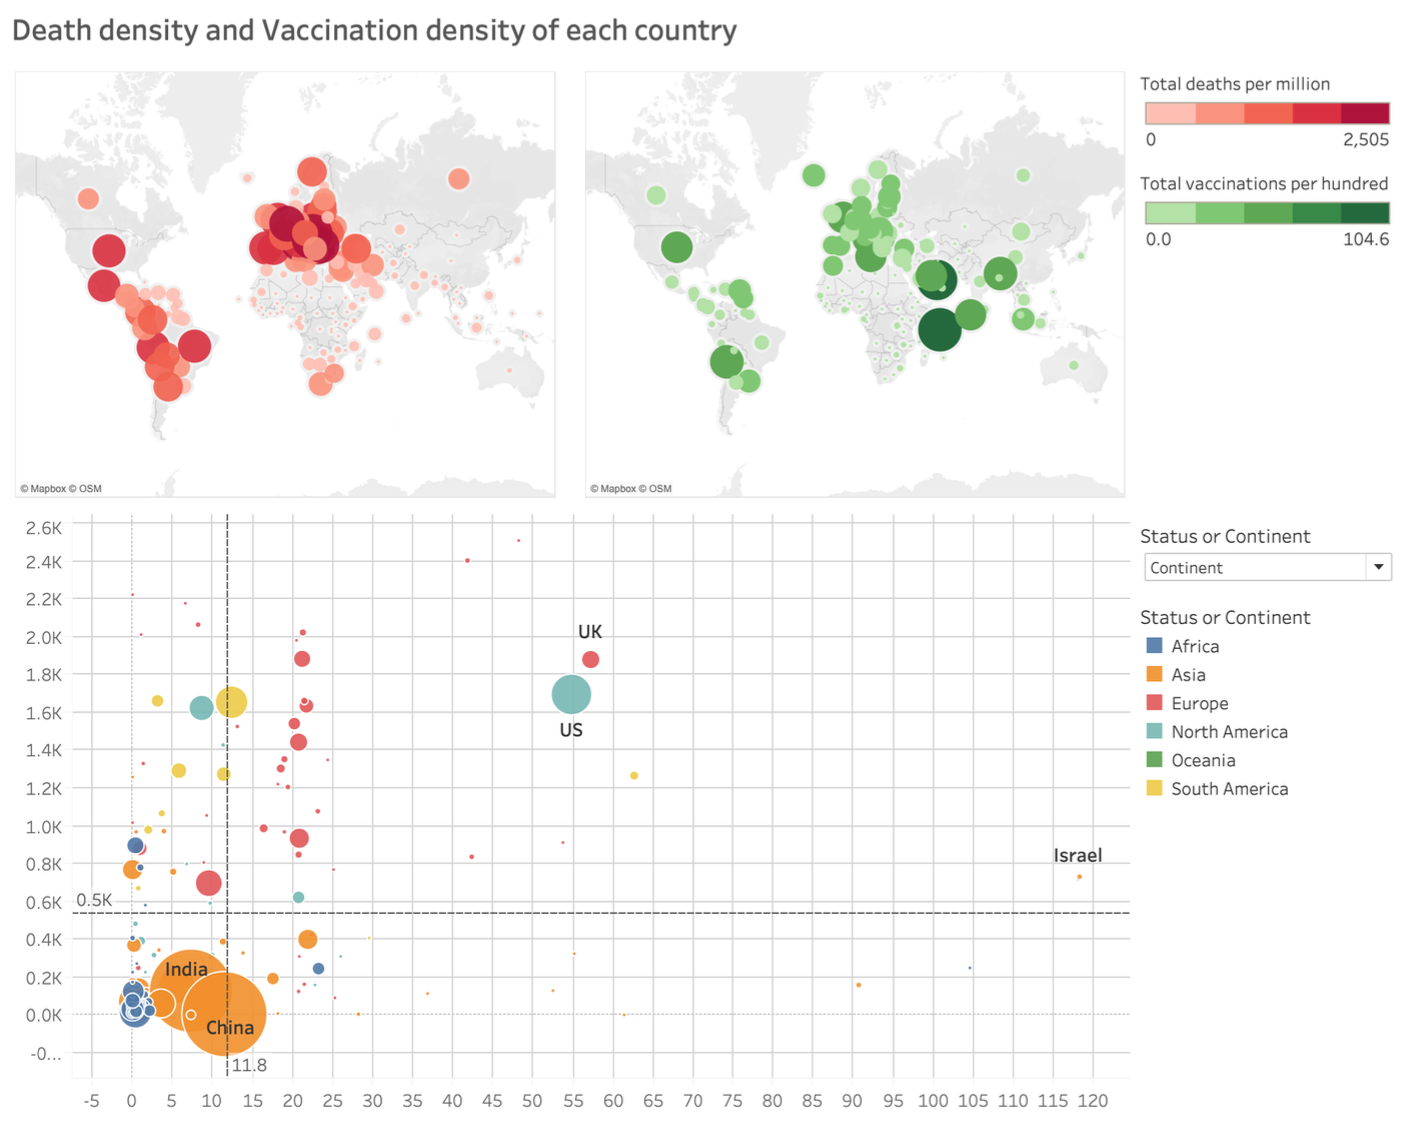 Death density and Vaccination density of each country
© Mapbox © OSM
© Mapbox © OSM
Total deaths per million
0 2,505
Total vaccinations per hundred
0.0 104.6
2.6K
2.4K
2.2K
2.0K
1.8K
1.6K
1.4K
1.2K
1.0K
0.8K
0.6K
0.4K
0.2K
0.0K
-0...
0.5K
UK
US
Israel
India
China
11.8
-5 0 5 10 15 20 25 30 35 40 45 50 55 60 65 70 75 80 85 90 95 100 105 110 115 120
Status or Continent
Continent
Status or Continent
Africa
Asia
Europe
North America
Oceania
South America